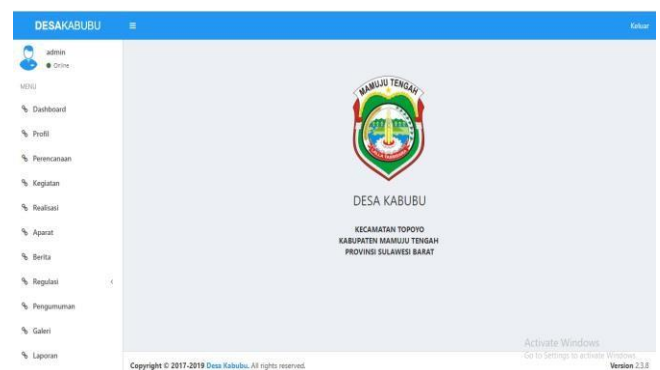 DESAKABUBU
Keluar
admin
Online
MENU
Dashboard
Profil
Perencanaan
Kegiatan
Realisasi
Aparat
Berita
Regulasi
Pengumuman
Galeri
Laporan
MAMUJU TENGAH
DESA KABUBU
KECAMATAN TOPOYO
KABUPATEN MAMUJU TENGAH
PROVINSI SULAWESI BARAT
Activate Windows
Go to Settings to activate Windows.
Copyright © 2017-2019 Desa Kabubu. All rights reserved.
Version 2.3.8